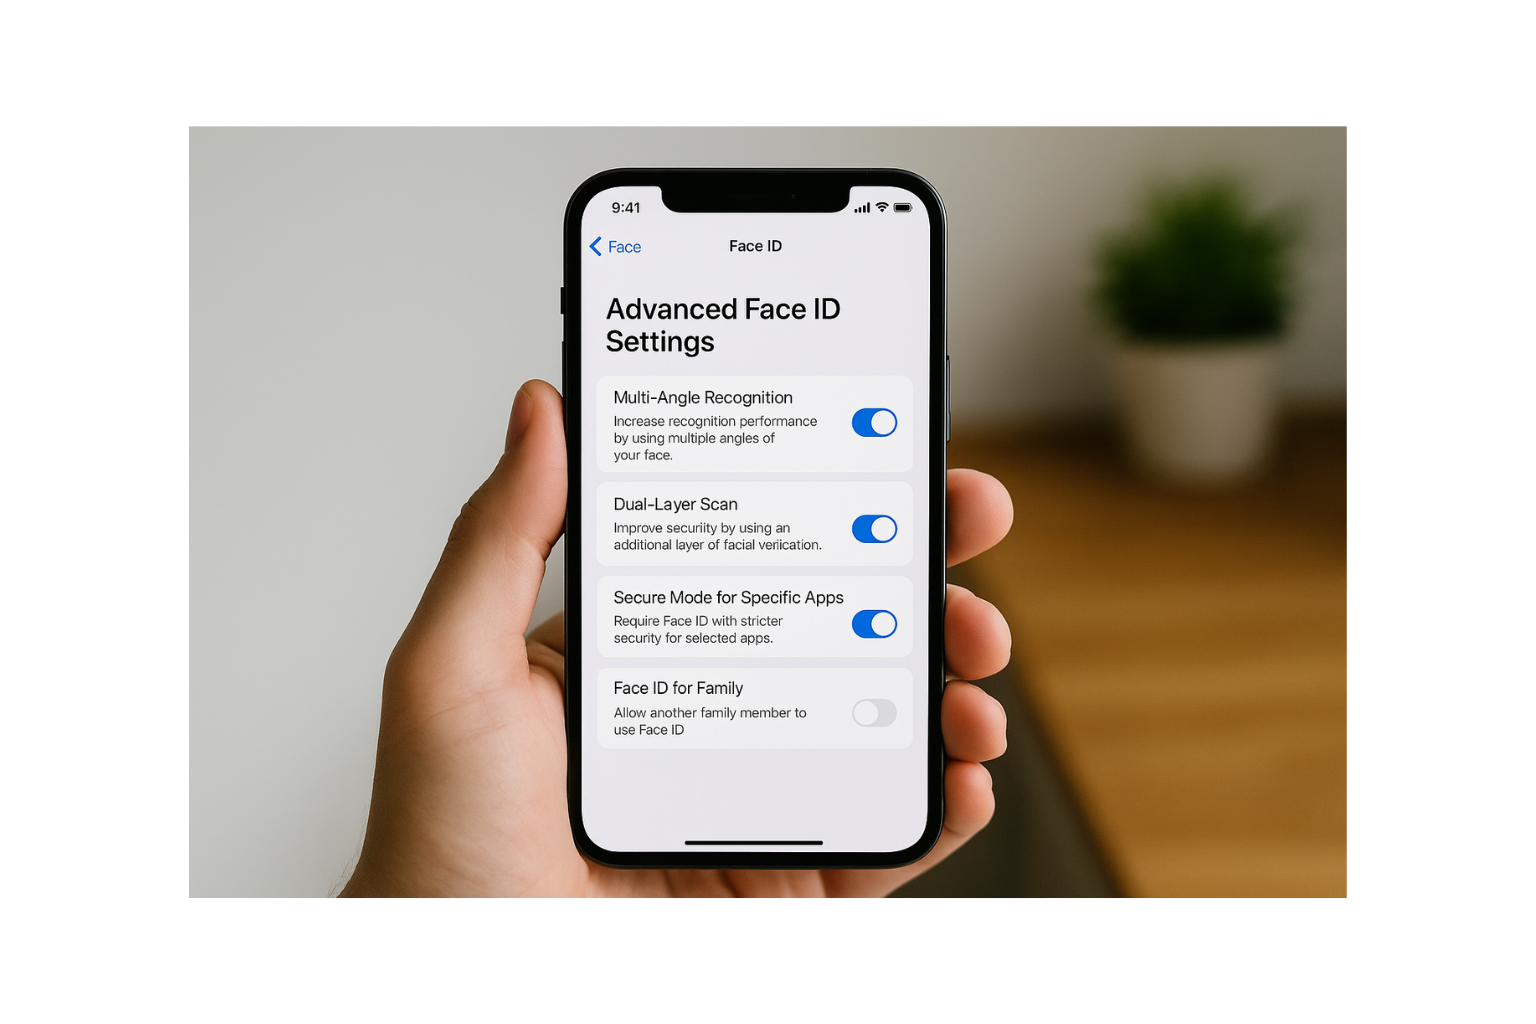 9:41
Face
Face ID
Advanced Face ID
Settings
Multi-Angle Recognition
Increase recognition performance
by using multiple angles of
your face.
Dual-Layer Scan
Improve securiity by using an
additional layer of facial veriication.
Secure Mode for Specific Apps
Require Face ID with stricter
security for selected apps.
Face ID for Family
Allow another family member to
use Face ID